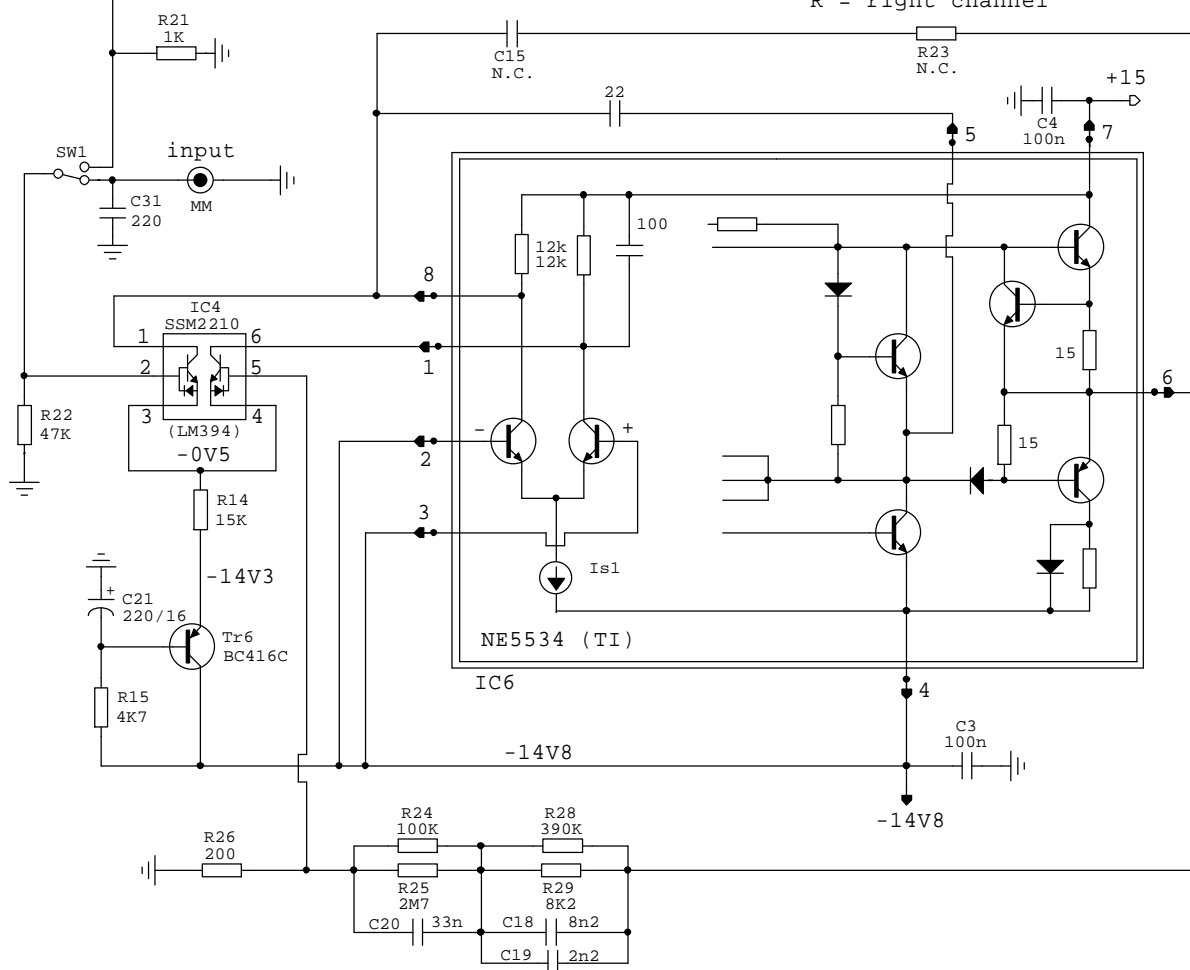 R = right channel
R21
1K
C15
N.C.
R23
N.C.
+15
22
C4
100n
7
5
SW1
input
MM
C31
220
100
12k
12k
8
IC4
SSM2210
1
6
1
2
5
15
6
3
4
R22
47K
(LM394)
-0V5
-
+
2
15
R14
15K
3
-14V3
Is1
+
C21
220/16
Tr6
BC416C
NE5534 (TI)
IC6
4
R15
4K7
C3
100n
-14V8
-14V8
R24
100K
R28
390K
R26
200
R25
2M7
R29
8K2
C20
33n
C18
8n2
C19
2n2